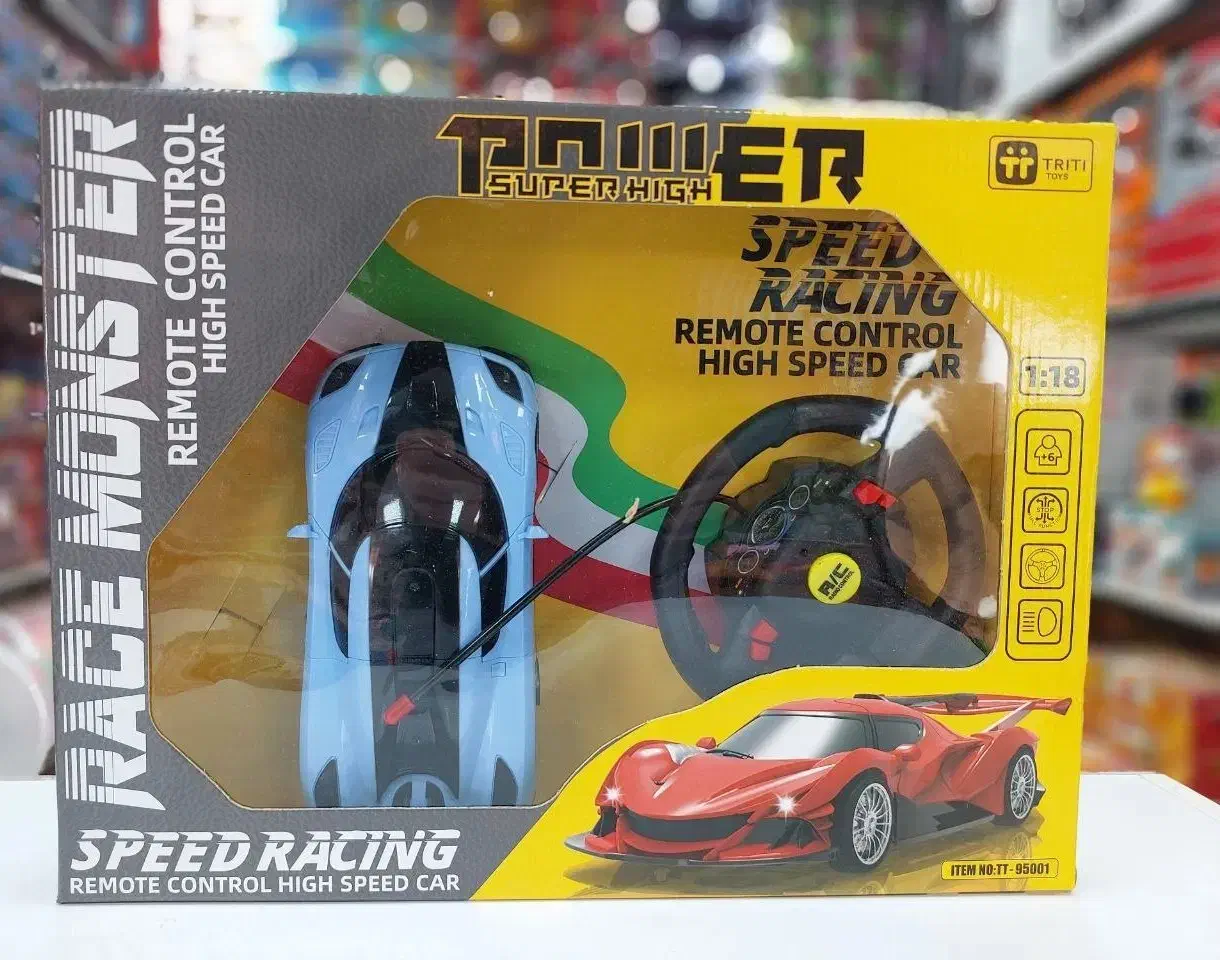 RACE MONSTER
REMOTE CONTROL
HIGH SPEED CAR
POWER
SUPER HIGH
TRITI
TOYS
SPEED
RACING
REMOTE CONTROL
HIGH SPEED CAR
1:18
+6
STOP
R/C
SPEED RACING
REMOTE CONTROL HIGH SPEED CAR
ITEM NO:TT-95001